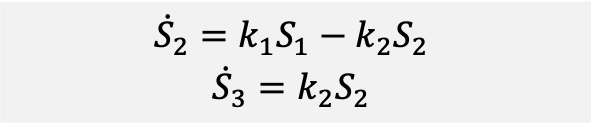 Ṡ₂ = k₁S₁ − k₂S₂
Ṡ₃ = k₂S₂